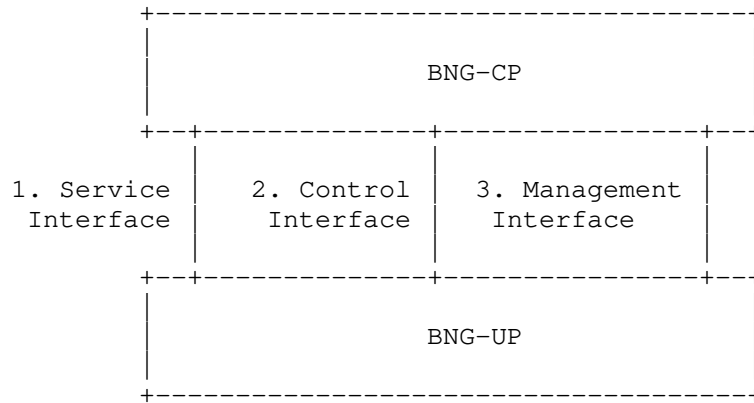 BNG-CP
1. Service 2. Control 3. Management
Interface Interface Interface
BNG-UP